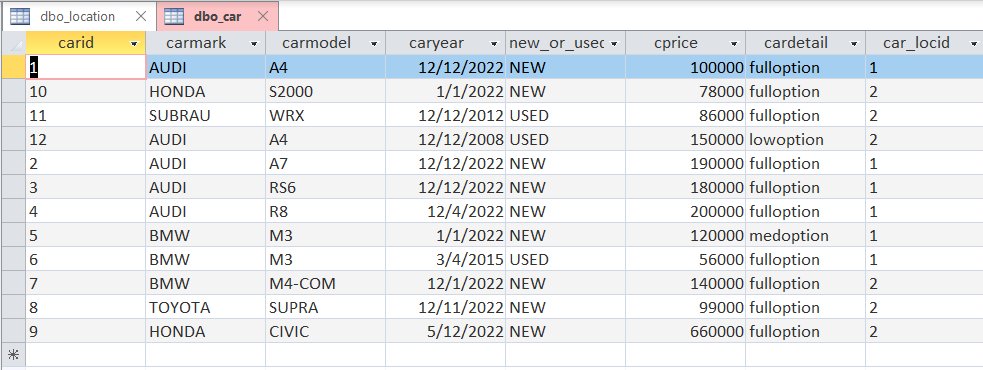 dbo_location dbo_car
carid carmark carmodel caryear new_or_used cprice cardetail car_locid
1 AUDI A4 12/12/2022 NEW 100000 fulloption 1
10 HONDA S2000 1/1/2022 NEW 78000 fulloption 2
11 SUBRAU WRX 12/12/2012 USED 86000 fulloption 2
12 AUDI A4 12/12/2008 USED 150000 lowoption 2
2 AUDI A7 12/12/2022 NEW 190000 fulloption 1
3 AUDI RS6 12/12/2022 NEW 180000 fulloption 1
4 AUDI R8 12/4/2022 NEW 200000 fulloption 1
5 BMW M3 1/1/2022 NEW 120000 medoption 1
6 BMW M3 3/4/2015 USED 56000 fulloption 1
7 BMW M4-COM 12/1/2022 NEW 140000 fulloption 2
8 TOYOTA SUPRA 12/11/2022 NEW 99000 fulloption 2
9 HONDA CIVIC 5/12/2022 NEW 660000 fulloption 2